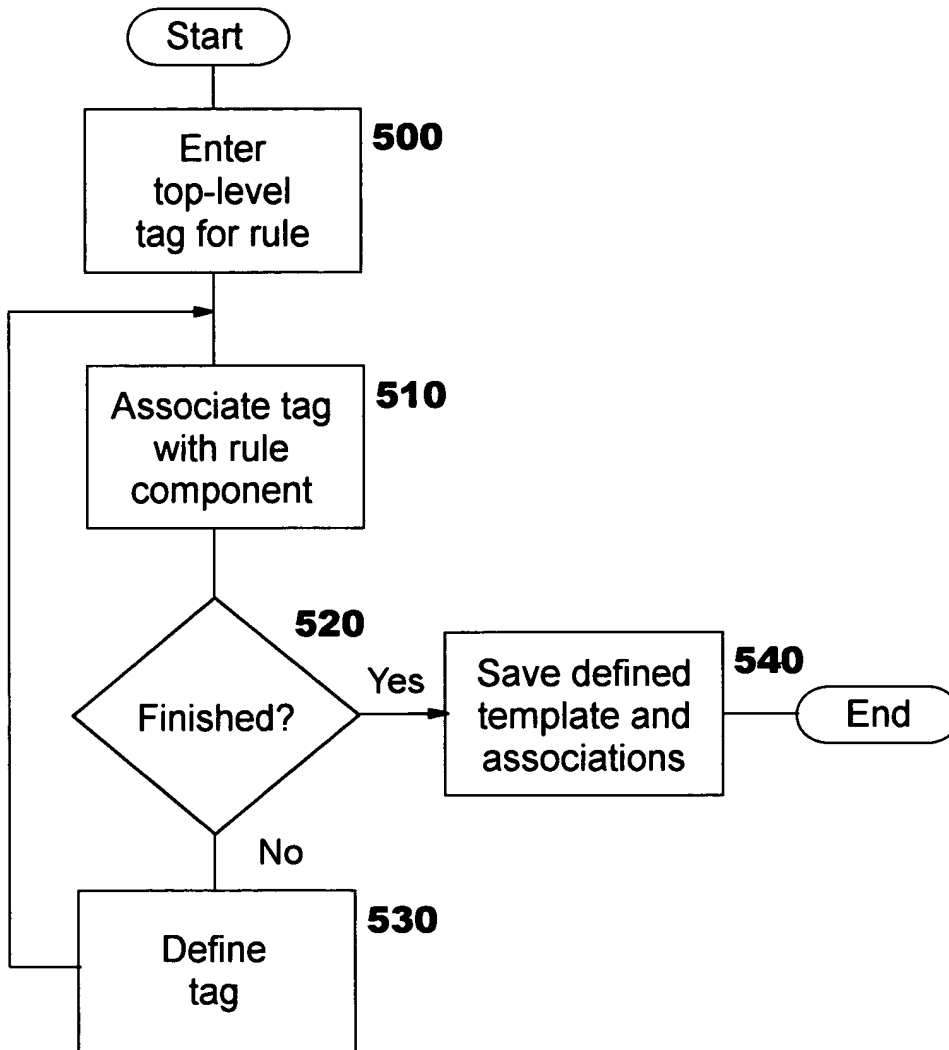 Start
500
Enter
top-level
tag for rule
510
Associate tag
with rule
component
520
Finished?
Yes
Save defined
template and
associations
540
End
No
530
Define
tag